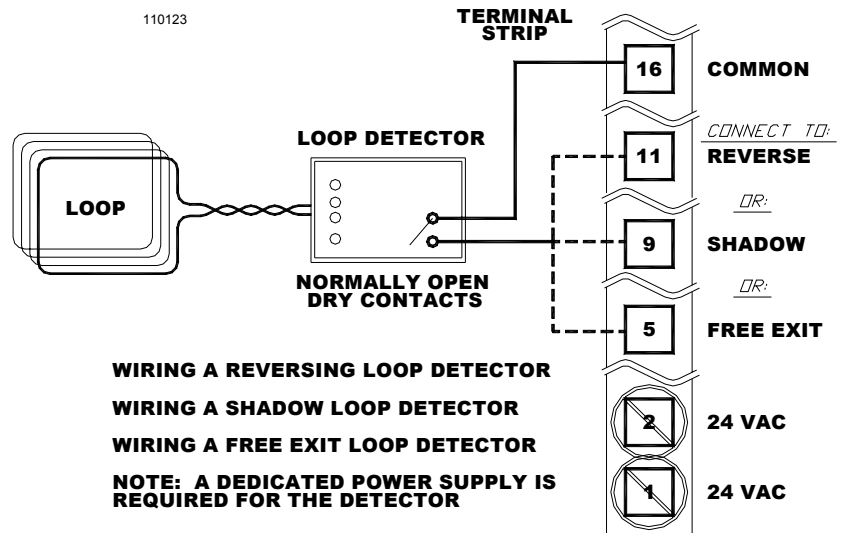 110123
TERMINAL
STRIP
16
COMMON
CONNECT TO:
11
REVERSE
LOOP DETECTOR
LOOP
OR:
9
SHADOW
NORMALLY OPEN
DRY CONTACTS
OR:
5
FREE EXIT
WIRING A REVERSING LOOP DETECTOR
WIRING A SHADOW LOOP DETECTOR
WIRING A FREE EXIT LOOP DETECTOR
NOTE: A DEDICATED POWER SUPPLY IS
REQUIRED FOR THE DETECTOR
2
24 VAC
1
24 VAC